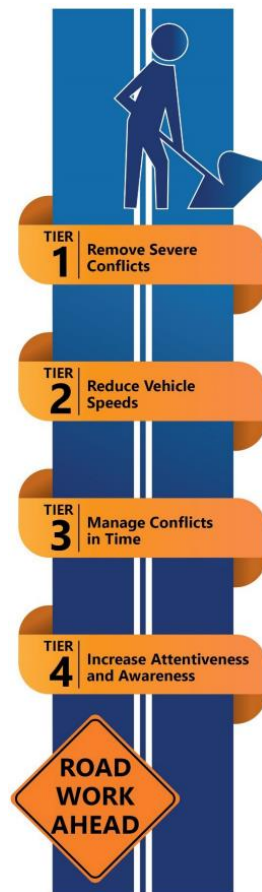 TIER
1
Remove Severe
Conflicts
TIER
2
Reduce Vehicle
Speeds
TIER
3
Manage Conflicts
in Time
TIER
4
Increase Attentiveness
and Awareness
ROAD
WORK
AHEAD